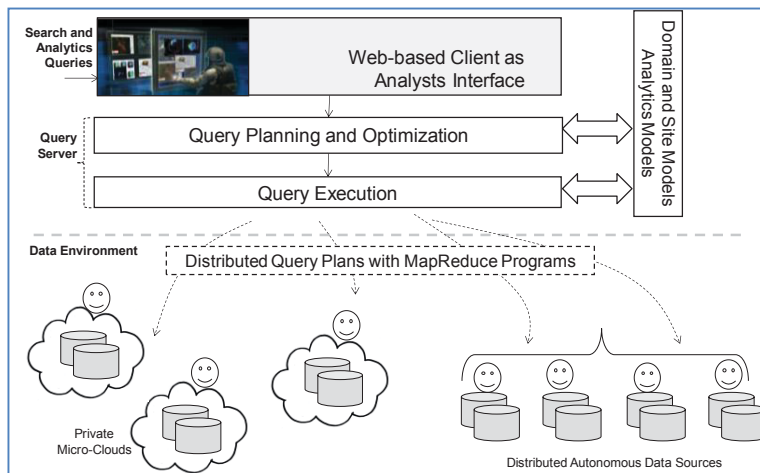 Search and
Analytics
Queries
Web-based Client as
Analysts Interface
Domain and Site Models
Analytics Models
Query
Server
Query Planning and Optimization
Query Execution
Data Environment
Distributed Query Plans with MapReduce Programs
Private
Micro-Clouds
Distributed Autonomous Data Sources